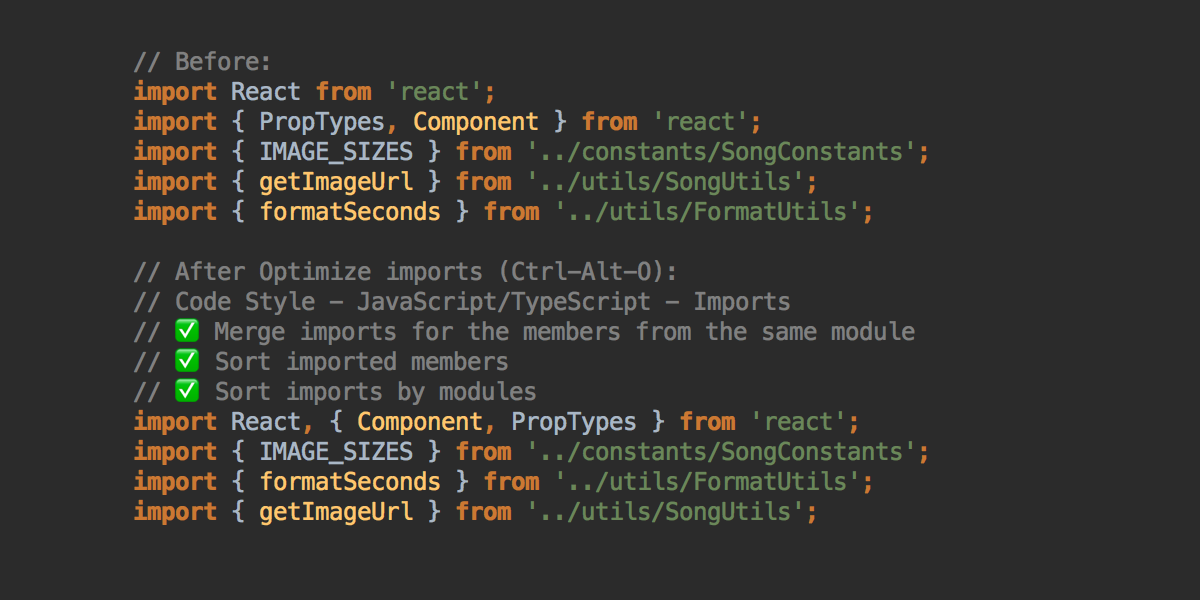 // Before:
import React from 'react';
import { PropTypes, Component } from 'react';
import { IMAGE_SIZES } from '../constants/SongConstants';
import { getImageUrl } from '../utils/SongUtils';
import { formatSeconds } from '../utils/FormatUtils';
// After Optimize imports (Ctrl-Alt-O):
// Code Style - JavaScript/TypeScript - Imports
// ✅ Merge imports for the members from the same module
// ✅ Sort imported members
// ✅ Sort imports by modules
import React, { Component, PropTypes } from 'react';
import { IMAGE_SIZES } from '../constants/SongConstants';
import { formatSeconds } from '../utils/FormatUtils';
import { getImageUrl } from '../utils/SongUtils';